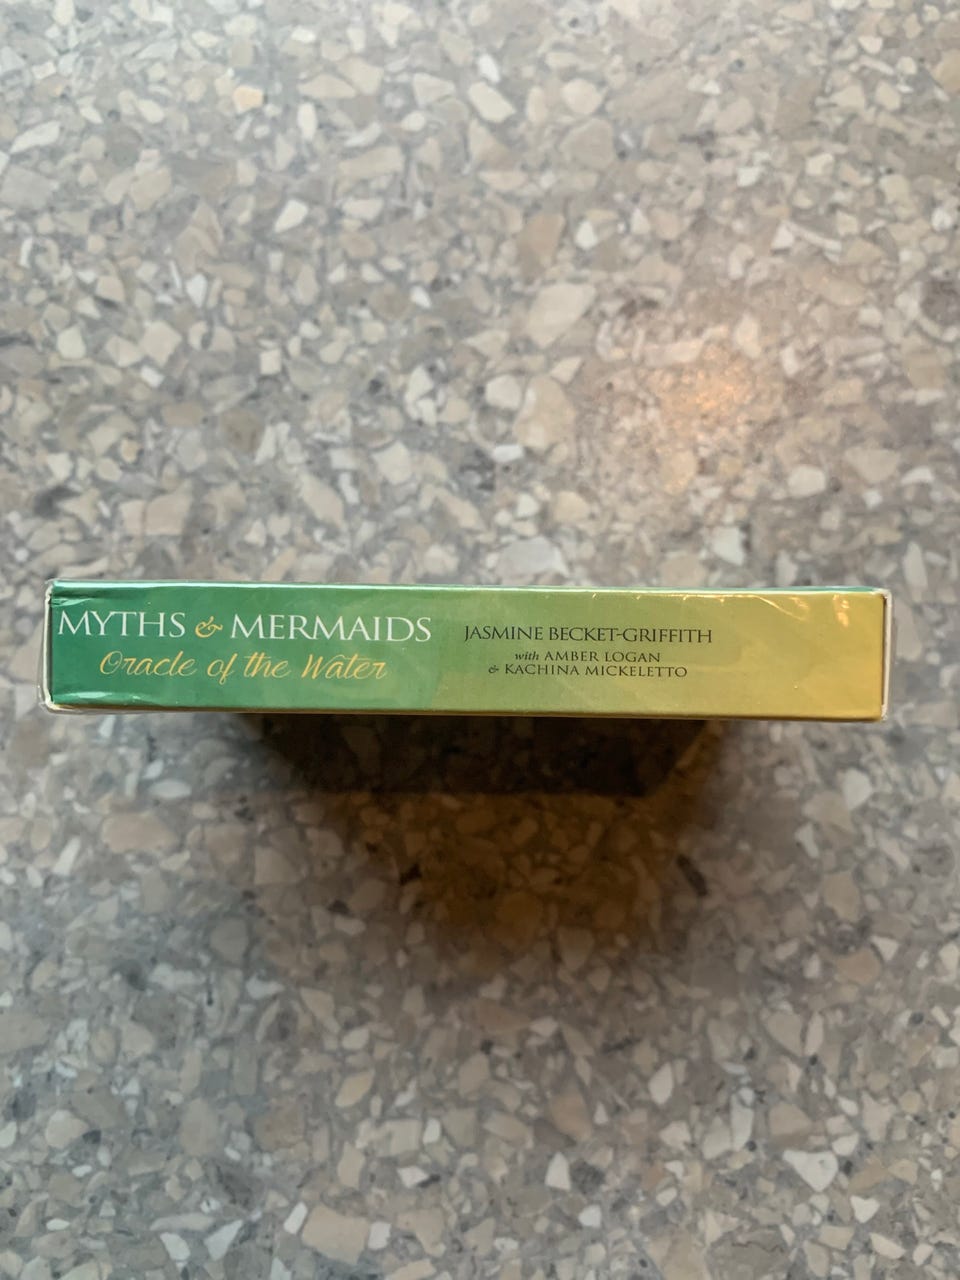 MYTHS & MERMAIDS
Oracle of the Water
JASMINE BECKET-GRIFFITH
with AMBER LOGAN
& KACHINA MICKELETTO